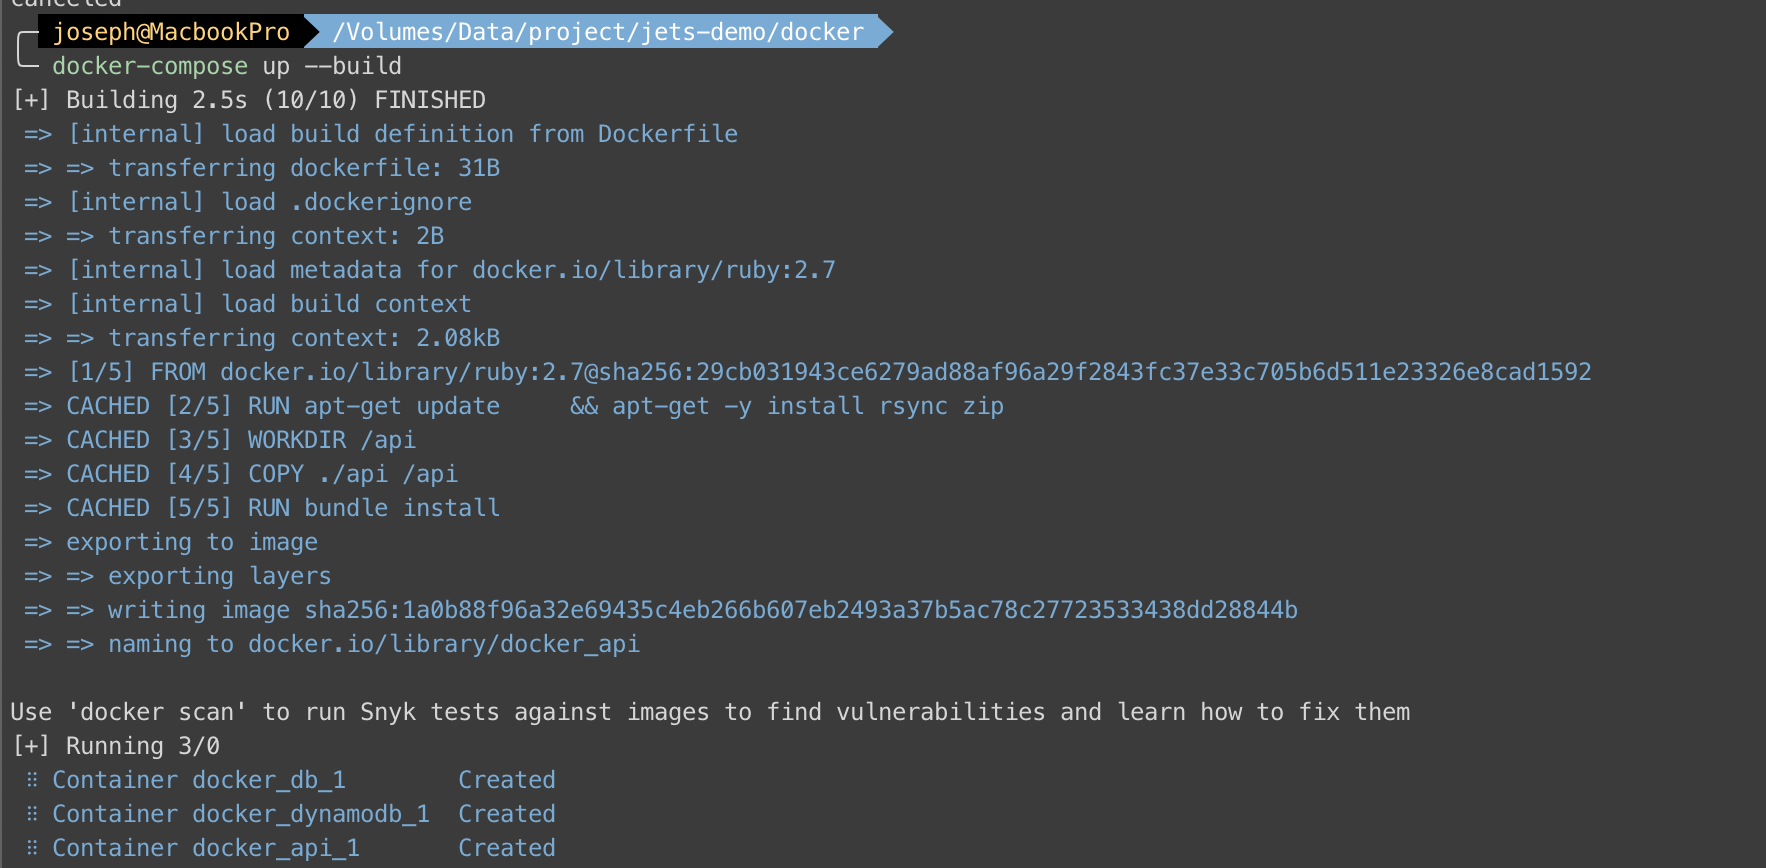 canceled
joseph@MacbookPro /Volumes/Data/project/jets-demo/docker
docker-compose up --build
[+] Building 2.5s (10/10) FINISHED
=> [internal] load build definition from Dockerfile
=> => transferring dockerfile: 31B
=> [internal] load .dockerignore
=> => transferring context: 2B
=> [internal] load metadata for docker.io/library/ruby:2.7
=> [internal] load build context
=> => transferring context: 2.08kB
=> [1/5] FROM docker.io/library/ruby:2.7@sha256:29cb031943ce6279ad88af96a29f2843fc37e33c705b6d511e23326e8cad1592
=> CACHED [2/5] RUN apt-get update     && apt-get -y install rsync zip
=> CACHED [3/5] WORKDIR /api
=> CACHED [4/5] COPY ./api /api
=> CACHED [5/5] RUN bundle install
=> exporting to image
=> => exporting layers
=> => writing image sha256:1a0b88f96a32e69435c4eb266b607eb2493a37b5ac78c27723533438dd28844b
=> => naming to docker.io/library/docker_api
Use 'docker scan' to run Snyk tests against images to find vulnerabilities and learn how to fix them
[+] Running 3/0
⠿ Container docker_db_1        Created
⠿ Container docker_dynamodb_1  Created
⠿ Container docker_api_1       Created